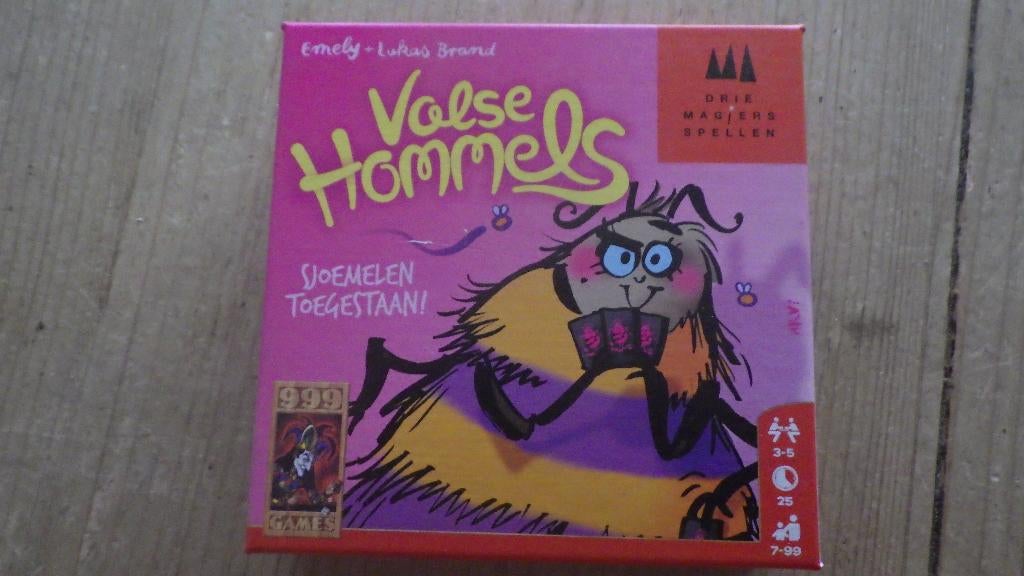 Emely + Lukas Brand
Valse
Hommels
DRIE
MAGIERS
SPELLEN
SJOEMELEN
TOEGESTAAN!
999
GAMES
3-5
25
7-99